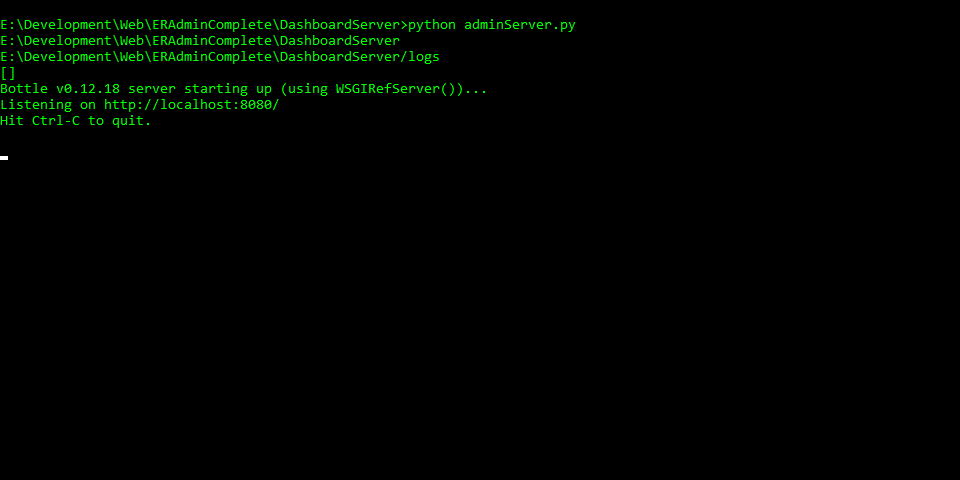 E:\Development\Web\ERAdminComplete\DashboardServer>python adminServer.py
E:\Development\Web\ERAdminComplete\DashboardServer
E:\Development\Web\ERAdminComplete\DashboardServer/logs
[]
Bottle v0.12.18 server starting up (using WSGIRefServer())...
Listening on http://localhost:8080/
Hit Ctrl-C to quit.